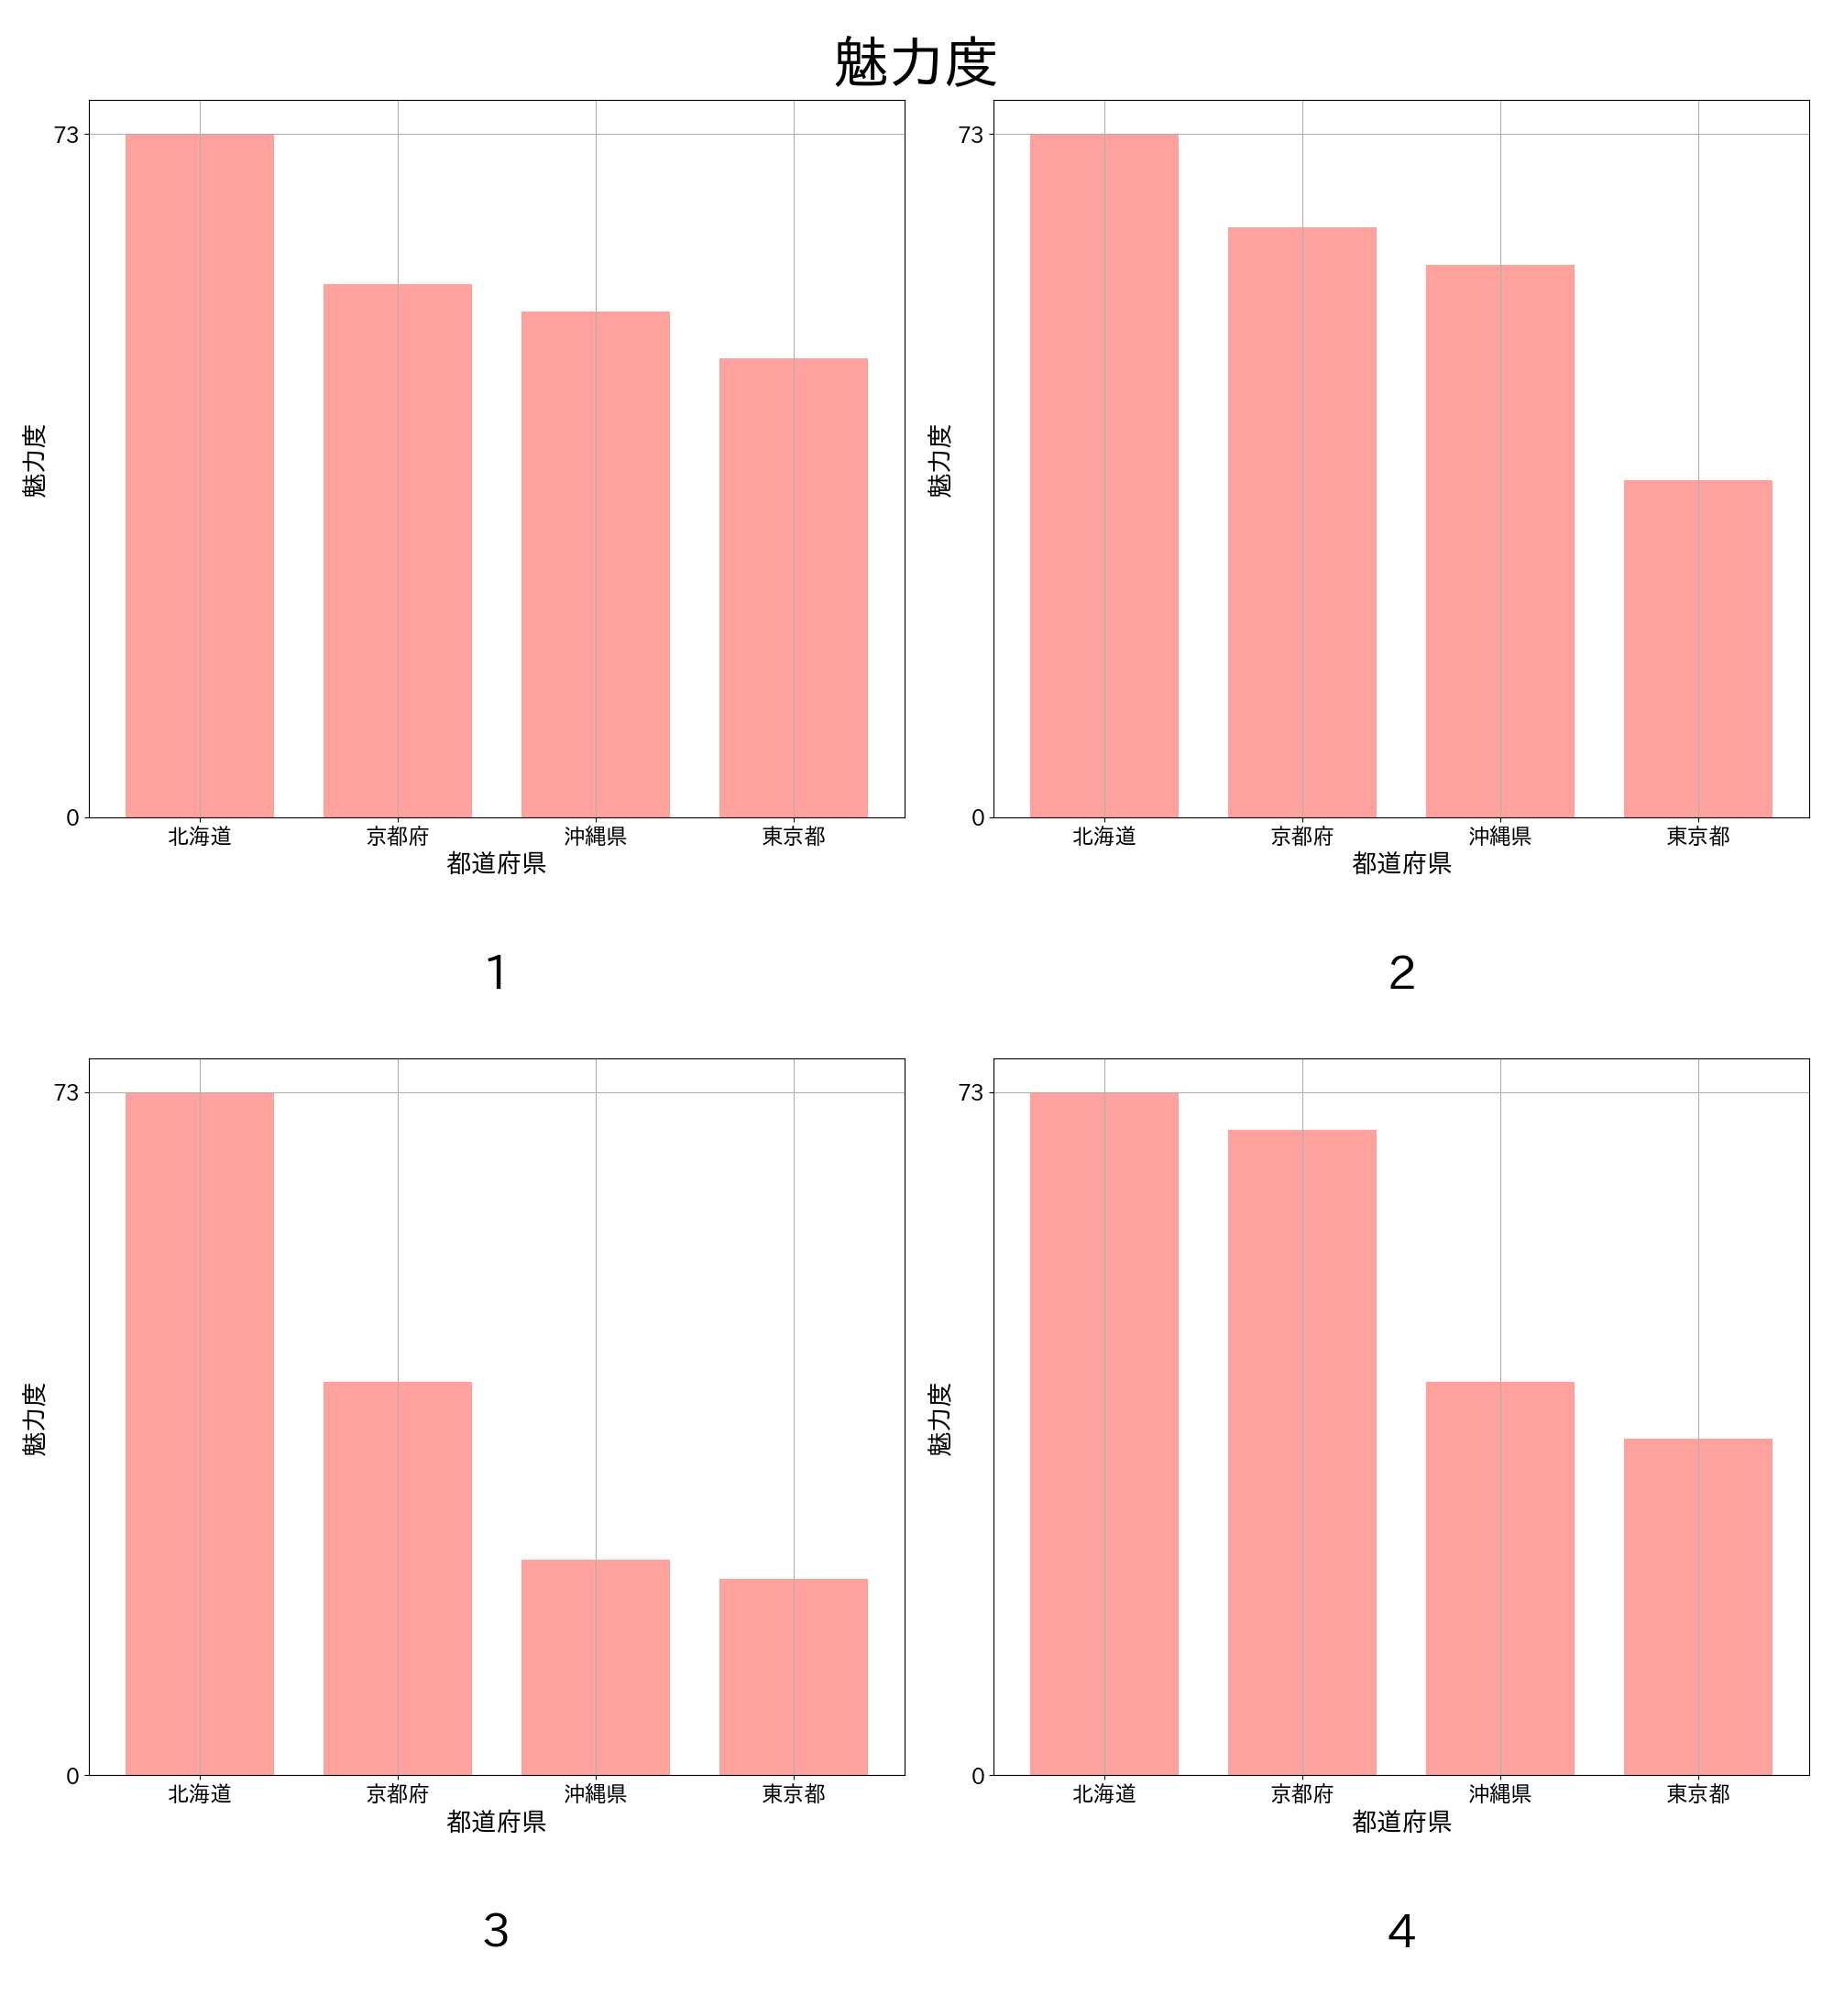 魅力度
73
0
魅力度
北海道 京都府 沖縄県 東京都
都道府県
1
73
0
魅力度
北海道 京都府 沖縄県 東京都
都道府県
2
73
0
魅力度
北海道 京都府 沖縄県 東京都
都道府県
3
73
0
魅力度
北海道 京都府 沖縄県 東京都
都道府県
4